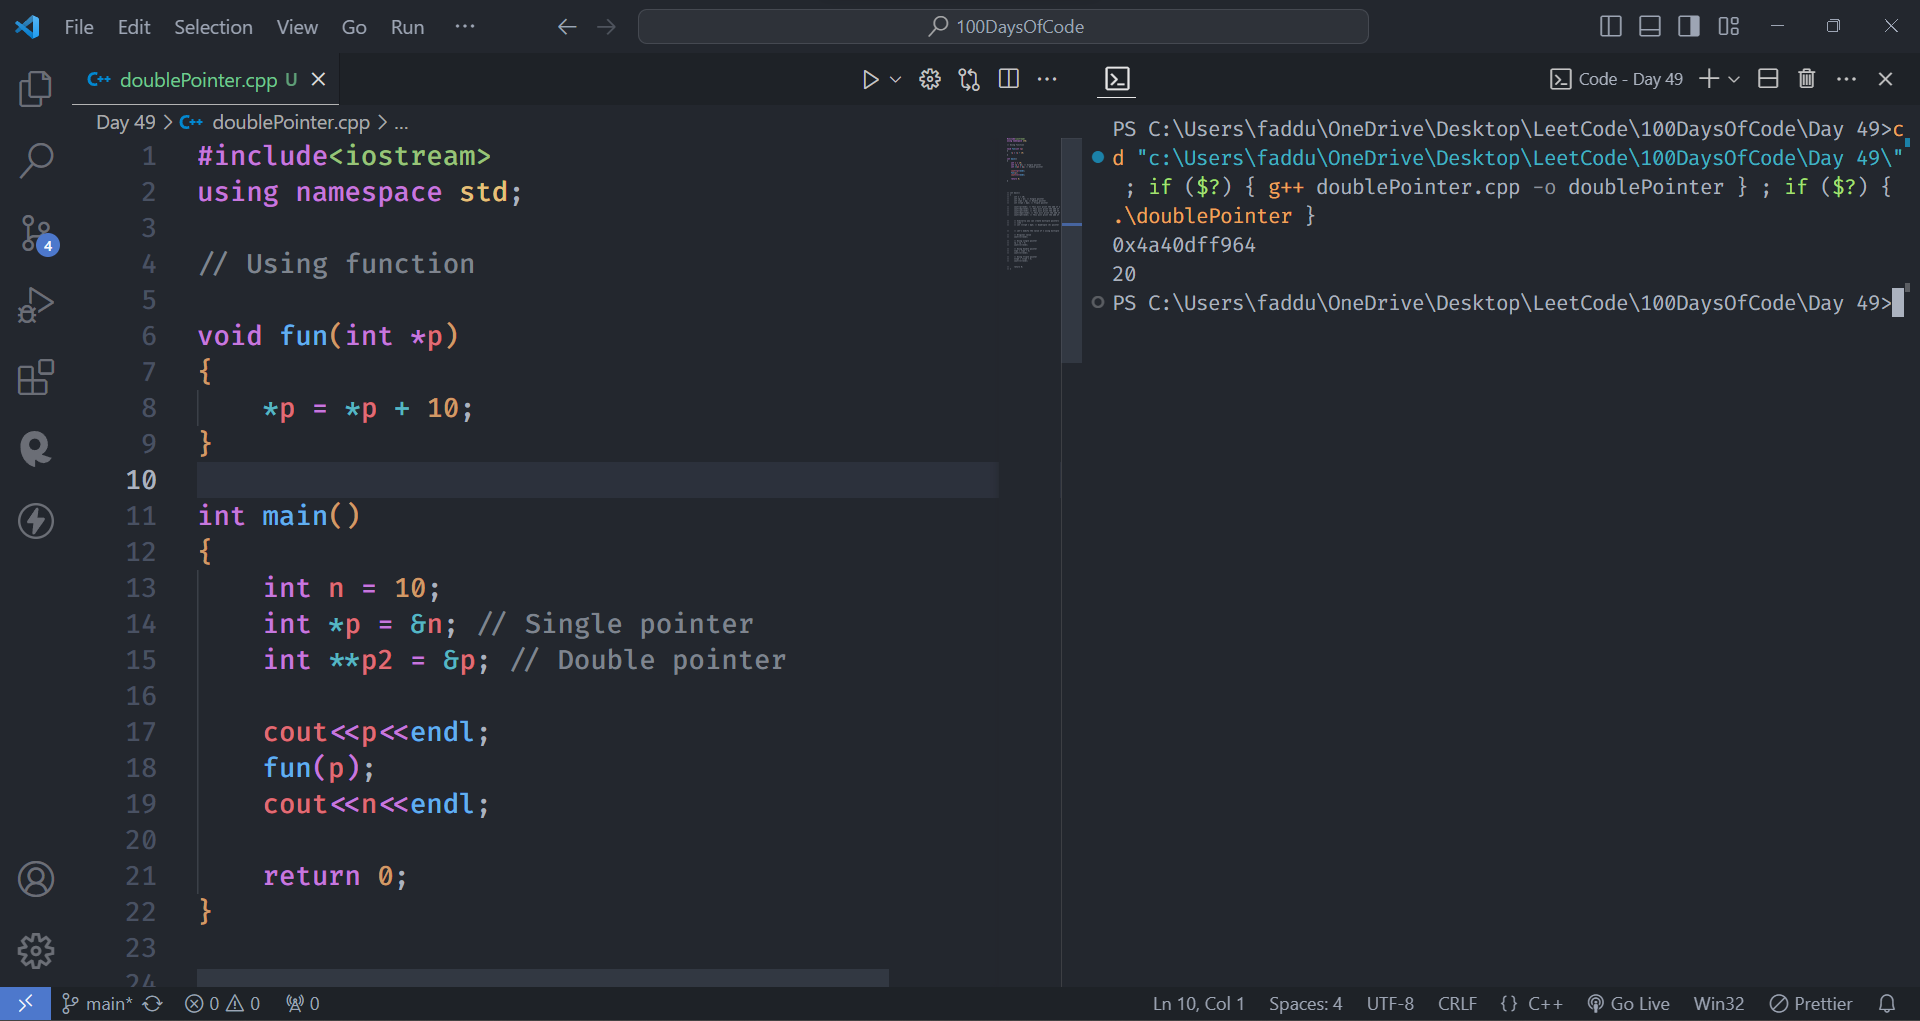 File Edit Selection View Go Run ···
100DaysOfCode
C++ doublePointer.cpp U
Day 49 > C++ doublePointer.cpp > ...
1 #include<iostream>
2 using namespace std;
3
4 // Using function
5
6 void fun(int *p)
7 {
8 *p = *p + 10;
9 }
10
11 int main()
12 {
13 int n = 10;
14 int *p = &n; // Single pointer
15 int **p2 = &p; // Double pointer
16
17 cout<<p<<endl;
18 fun(p);
19 cout<<n<<endl;
20
21 return 0;
22 }
23
24
Code - Day 49
PS C:\Users\faddu\OneDrive\Desktop\LeetCode\100DaysOfCode\Day 49>c
d "c:\Users\faddu\OneDrive\Desktop\LeetCode\100DaysOfCode\Day 49\"
; if ($?) { g++ doublePointer.cpp -o doublePointer } ; if ($?) {
.\doublePointer }
0x4a40dff964
20
PS C:\Users\faddu\OneDrive\Desktop\LeetCode\100DaysOfCode\Day 49>
4
main* 0 0 0 Ln 10, Col 1 Spaces: 4 UTF-8 CRLF {} C++ Go Live Win32 Prettier